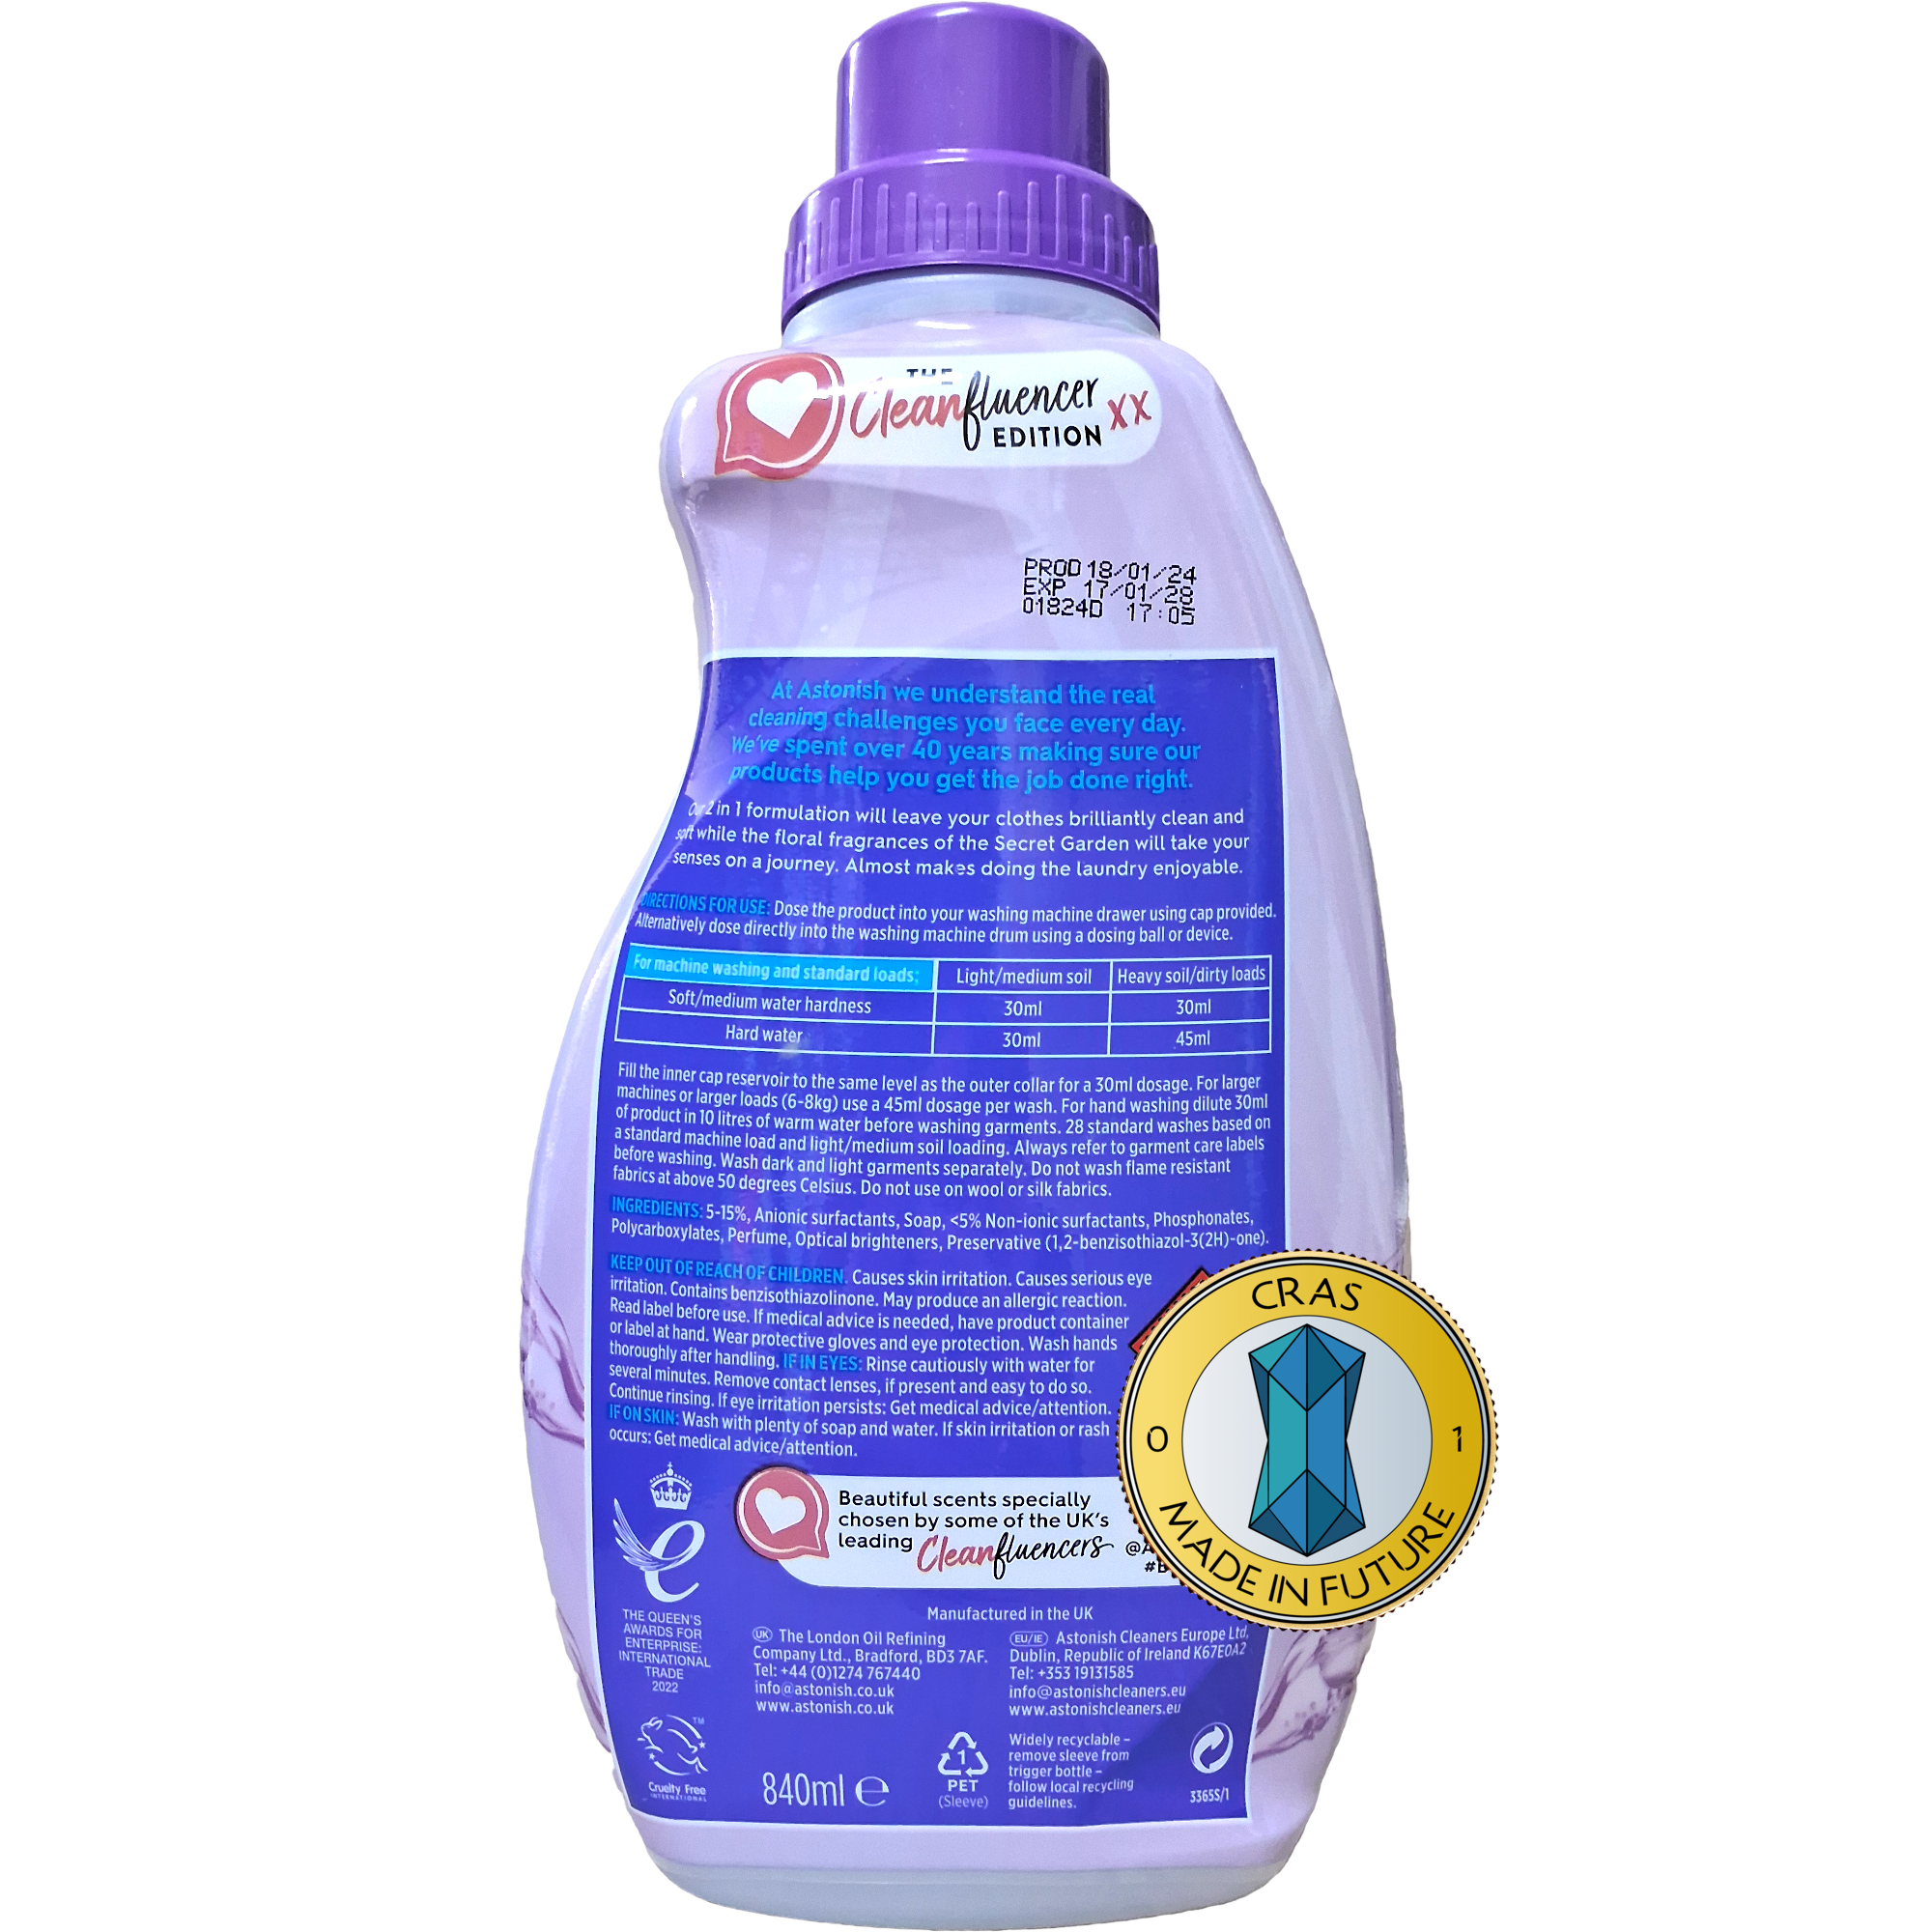 THE
Cleanfluencer XX
EDITION
PROD 18/01/24
EXP 17/01/28
01824D 17:05
At Astonish we understand the real
cleaning challenges you face every day.
We've spent over 40 years making sure our
products help you get the job done right.
Our 2 in 1 formulation will leave your clothes brilliantly clean and
soft while the floral fragrances of the Secret Garden will take your
senses on a journey. Almost makes doing the laundry enjoyable.
DIRECTIONS FOR USE: Dose the product into your washing machine drawer using cap provided.
Alternatively dose directly into the washing machine drum using a dosing ball or device.
For machine washing and standard loads; Light/medium soil Heavy soil/dirty loads
Soft/medium water hardness 30ml 30ml
Hard water 30ml 45ml
Fill the inner cap reservoir to the same level as the outer collar for a 30ml dosage. For larger
machines or larger loads (6-8kg) use a 45ml dosage per wash. For hand washing dilute 30ml
of product in 10 litres of warm water before washing garments. 28 standard washes based on
a standard machine load and light/medium soil loading. Always refer to garment care labels
before washing. Wash dark and light garments separately. Do not wash flame resistant
fabrics at above 50 degrees Celsius. Do not use on wool or silk fabrics.
INGREDIENTS: 5-15%, Anionic surfactants, Soap, <5% Non-ionic surfactants, Phosphonates,
Polycarboxylates, Perfume, Optical brighteners, Preservative (1,2-benzisothiazol-3(2H)-one).
KEEP OUT OF REACH OF CHILDREN. Causes skin irritation. Causes serious eye
irritation. Contains benzisothiazolinone. May produce an allergic reaction.
Read label before use. If medical advice is needed, have product container
or label at hand. Wear protective gloves and eye protection. Wash hands
thoroughly after handling. IF IN EYES: Rinse cautiously with water for
several minutes. Remove contact lenses, if present and easy to do so.
Continue rinsing. If eye irritation persists: Get medical advice/attention.
IF ON SKIN: Wash with plenty of soap and water. If skin irritation or rash
occurs: Get medical advice/attention.
CRAS
0 1
MADE IN FUTURE
Beautiful scents specially
chosen by some of the UK's
leading Cleanfluencers
THE QUEEN'S
AWARDS FOR
ENTERPRISE:
INTERNATIONAL
TRADE
2022
Manufactured in the UK
UK The London Oil Refining
Company Ltd., Bradford, BD3 7AF.
Tel: +44 (0)1274 767440
info@astonish.co.uk
www.astonish.co.uk
EU/IE Astonish Cleaners Europe Ltd,
Dublin, Republic of Ireland K67E0A2
Tel: +353 19131585
info@astonishcleaners.eu
www.astonishcleaners.eu
TM
Cruelty Free
INTERNATIONAL
840ml e
1
PET
(Sleeve)
Widely recyclable –
remove sleeve from
trigger bottle –
follow local recycling
guidelines.
3365S/1